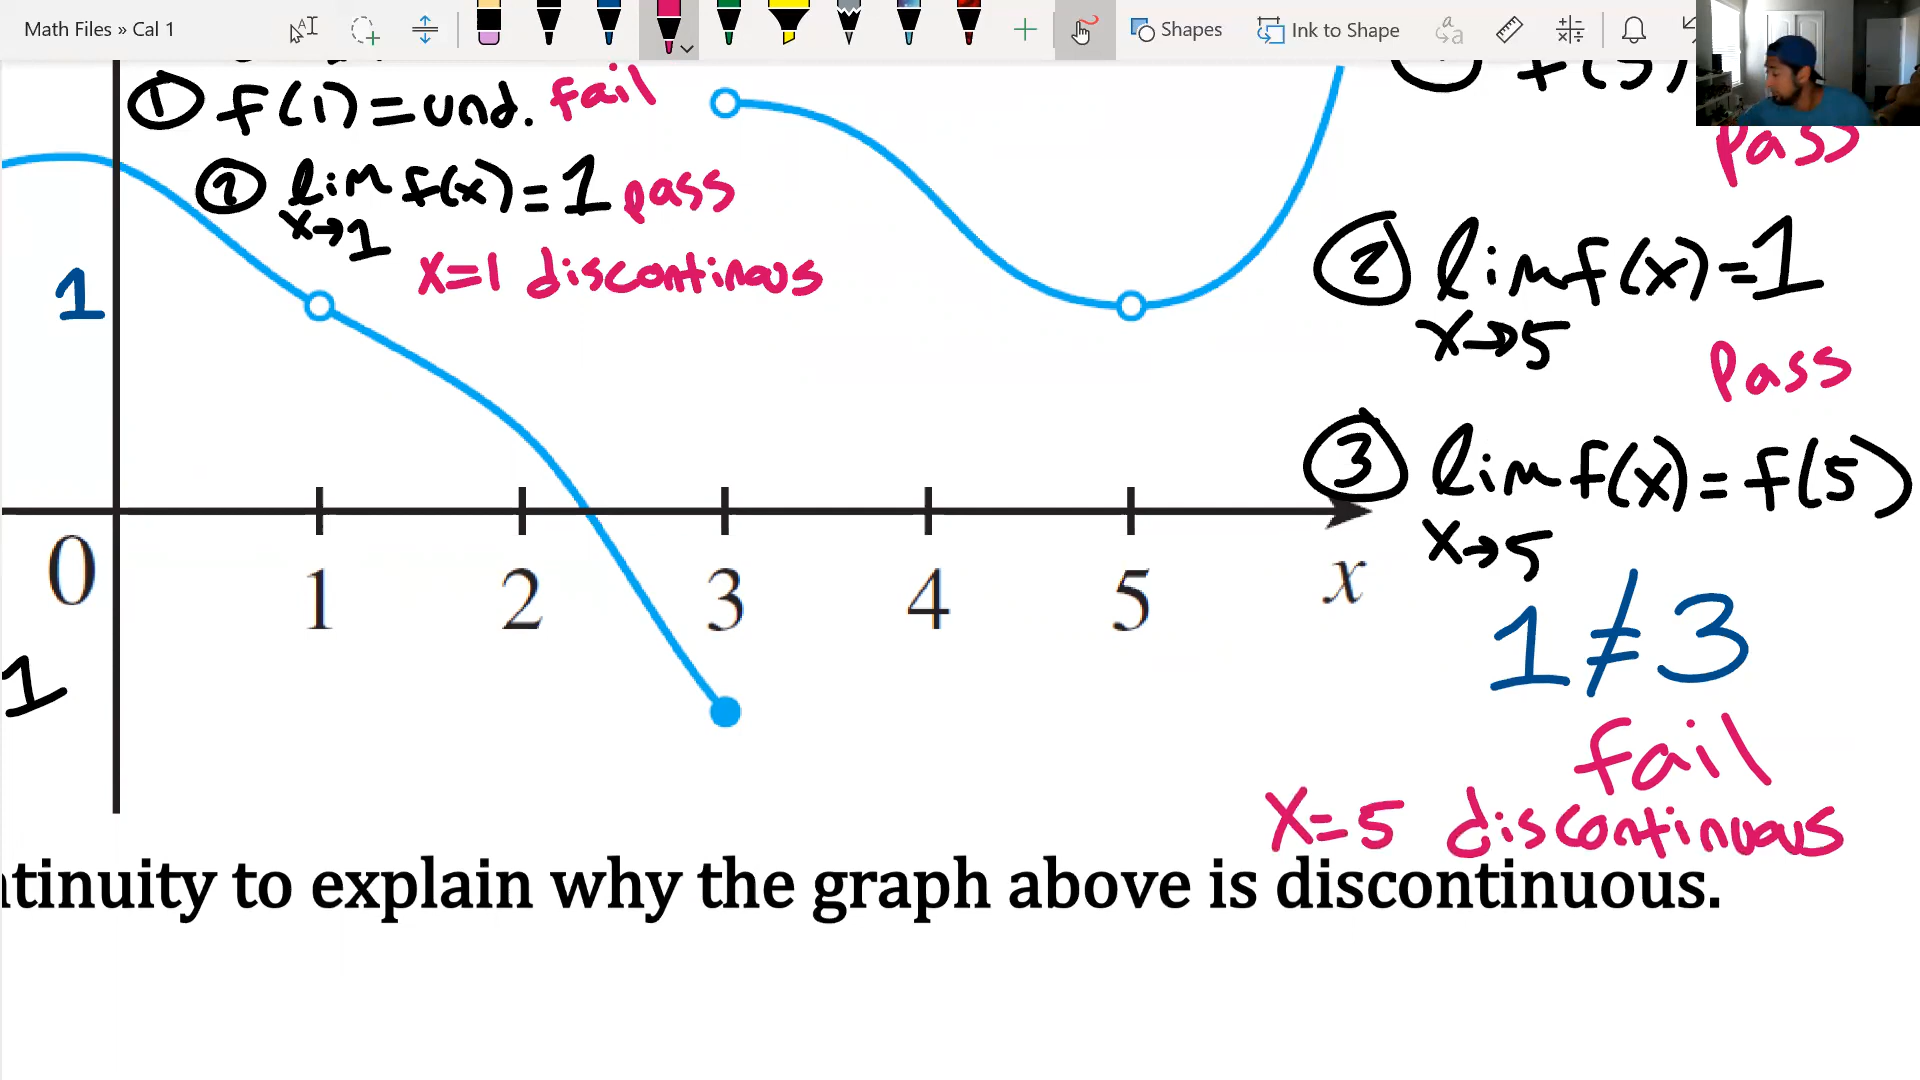 Math Files » Cal 1
Shapes
Ink to Shape
① f(1) = und. fail
② lim f(x) = 1 pass
x→1
x=1 discontinous
1
f(5)
pass
② lim f(x) = 1
x→5
pass
③ lim f(x) = f(5)
x→5
1 ≠ 3
fail
x=5 discontinuous
0 1 2 3 4 5 x
1
tinuity to explain why the graph above is discontinuous.